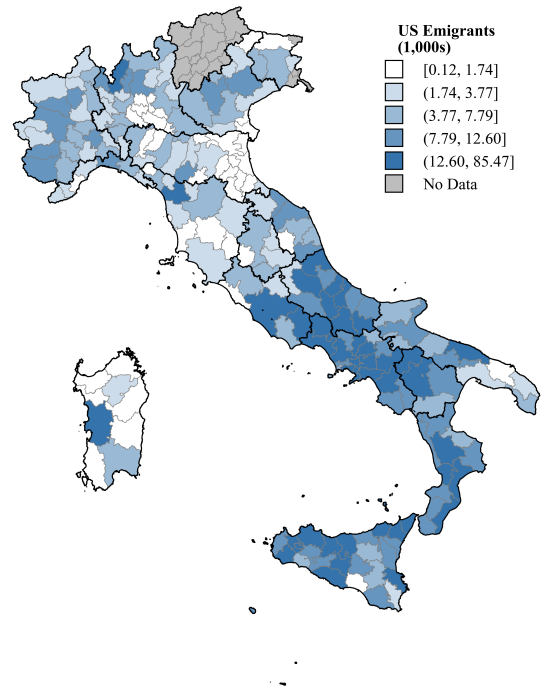 US Emigrants
(1,000s)
[0.12, 1.74]
(1.74, 3.77]
(3.77, 7.79]
(7.79, 12.60]
(12.60, 85.47]
No Data